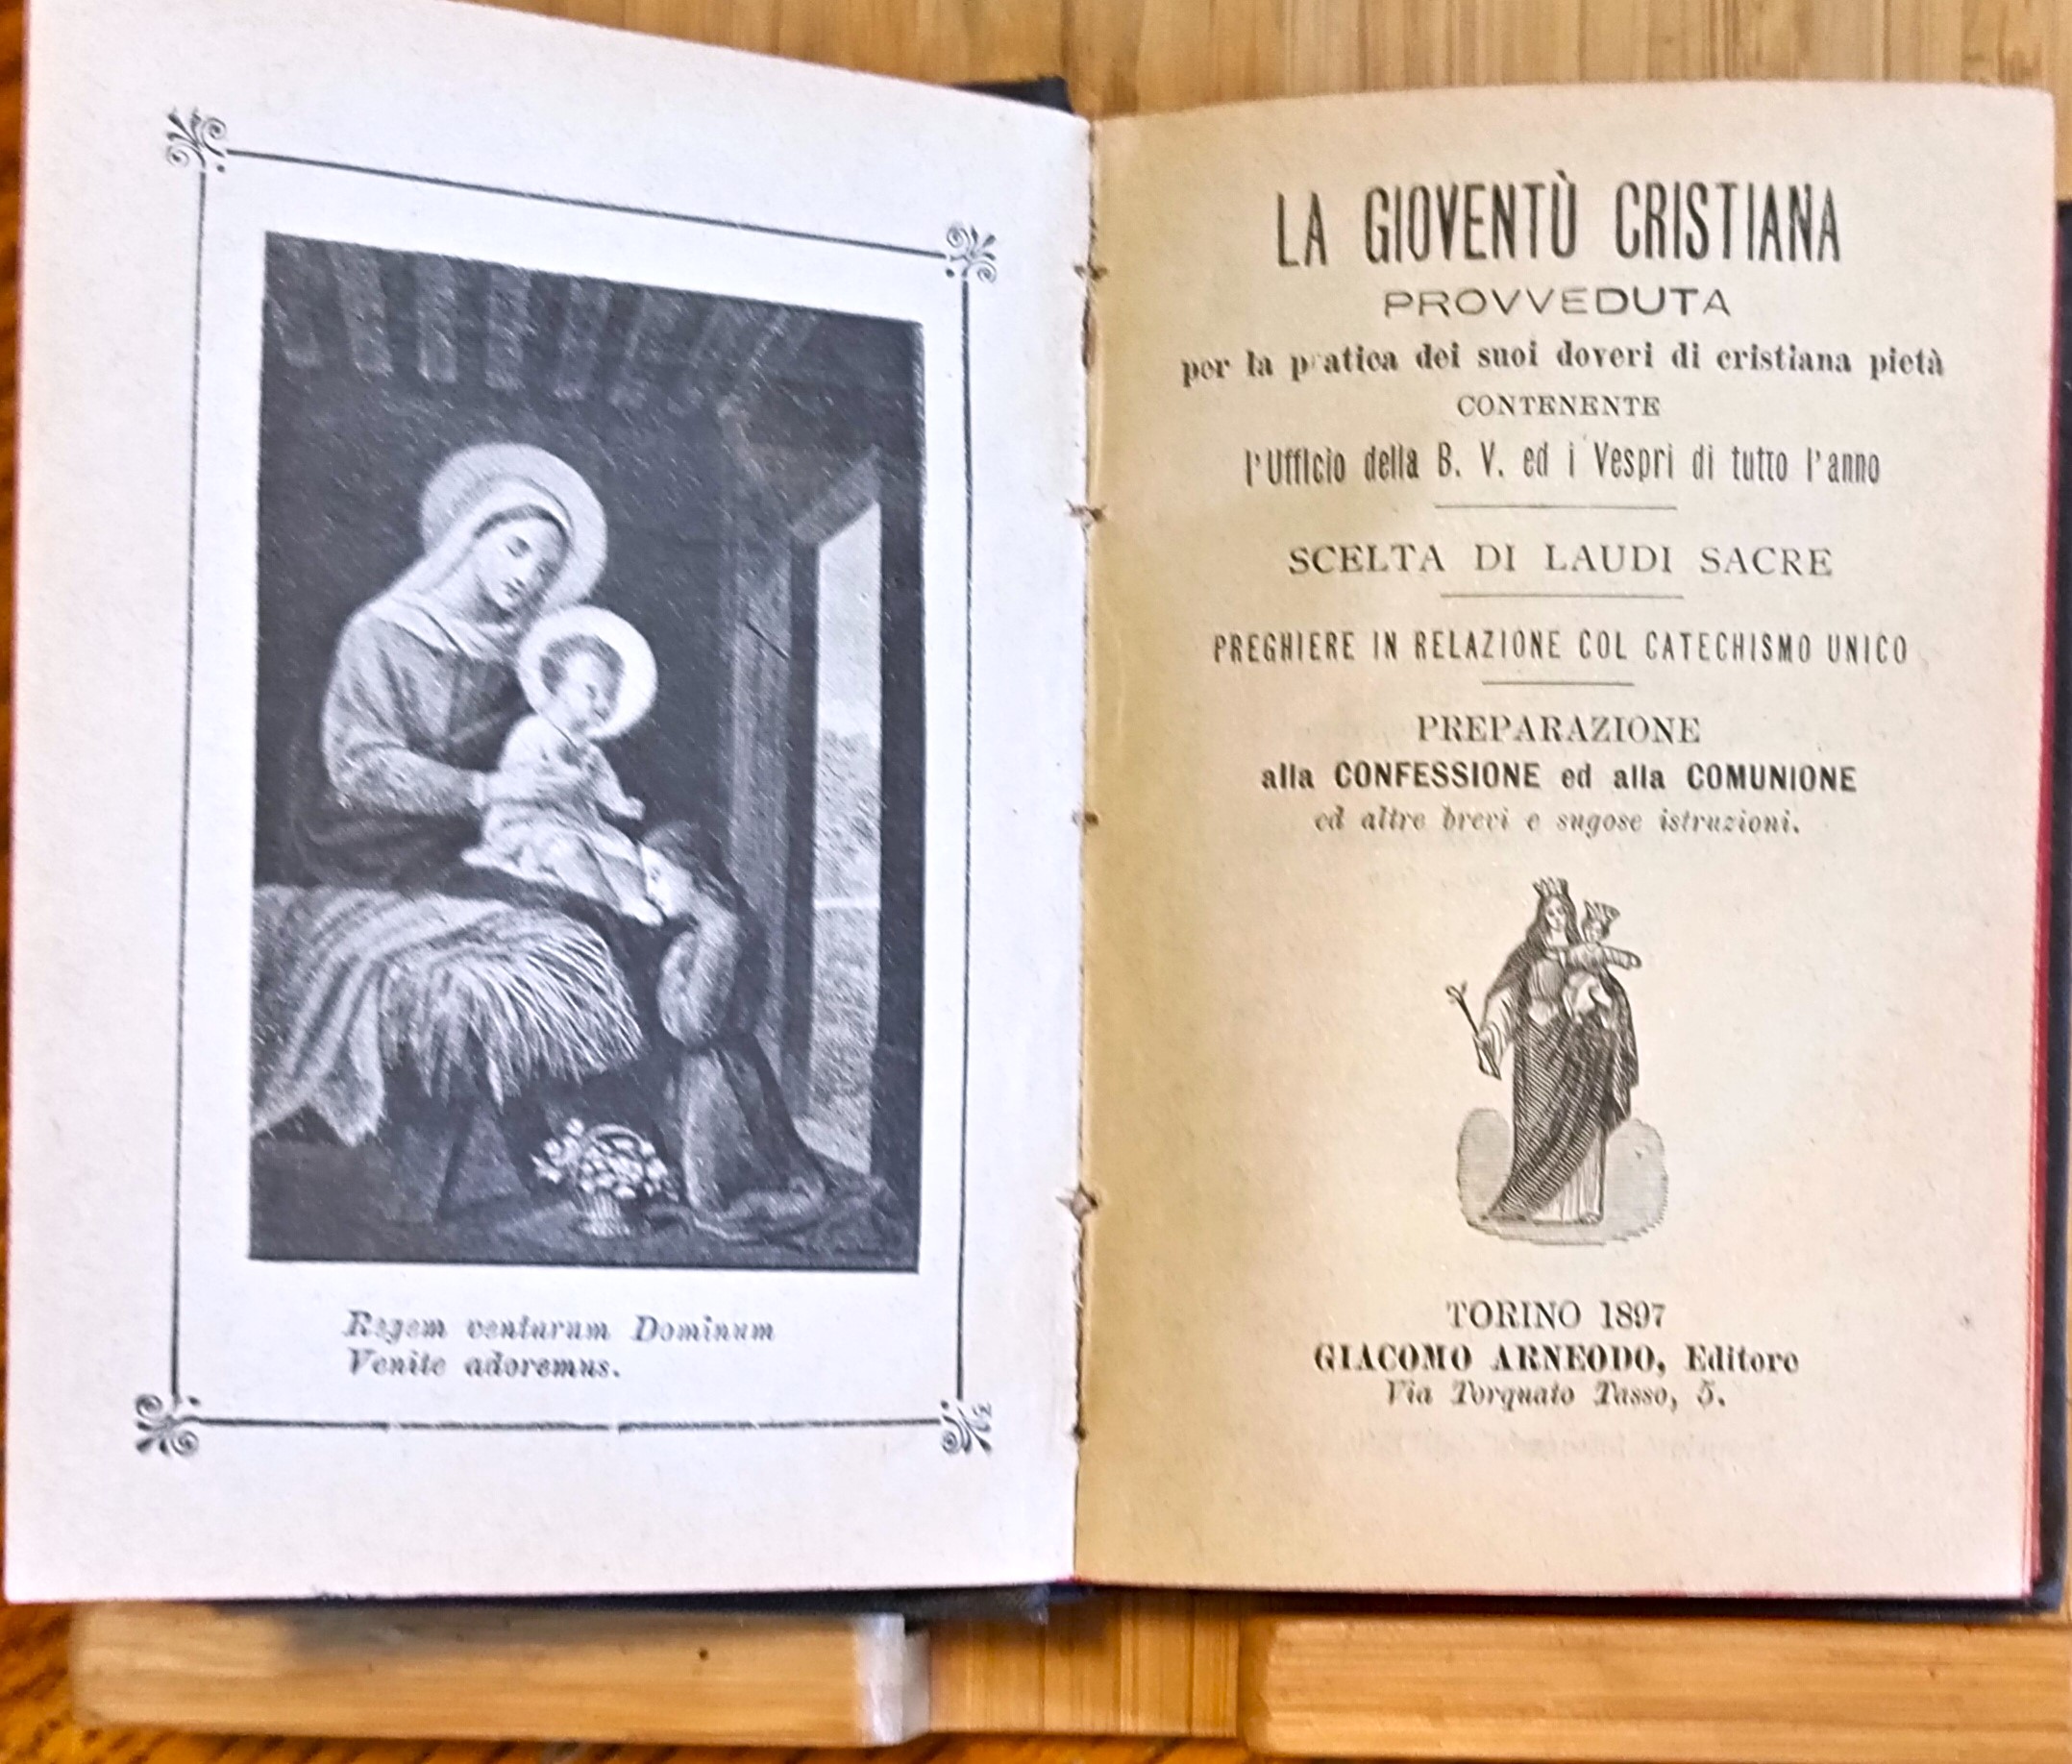 Regem venturum Dominum
Venite adoremus.
LA GIOVENTÙ CRISTIANA
PROVVEDUTA
per la pratica dei suoi doveri di cristiana pietà
CONTENENTE
l'Ufficio della B. V. ed i Vespri di tutto l'anno
SCELTA DI LAUDI SACRE
PREGHIERE IN RELAZIONE COL CATECHISMO UNICO
PREPARAZIONE
alla CONFESSIONE ed alla COMUNIONE
ed altre brevi e sugose istruzioni.
TORINO 1897
GIACOMO ARNEODO, Editore
Via Torquato Tasso, 5.